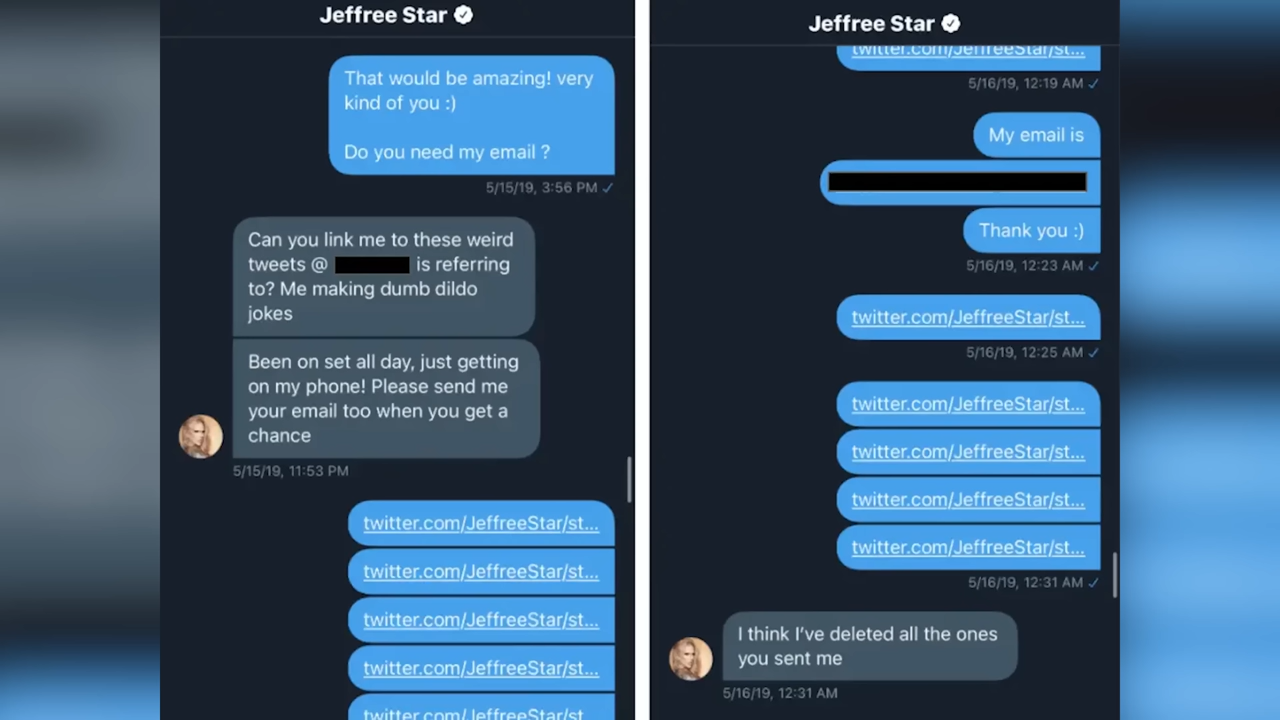 Jeffree Star
That would be amazing! very
kind of you :)
Do you need my email ?
5/15/19, 3:56 PM
Can you link me to these weird
tweets @ is referring
to? Me making dumb dildo
jokes
Been on set all day, just getting
on my phone! Please send me
your email too when you get a
chance
5/15/19, 11:53 PM
twitter.com/JeffreeStar/st...
twitter.com/JeffreeStar/st...
twitter.com/JeffreeStar/st...
twitter.com/JeffreeStar/st...
twitter.com/JeffreeStar/st...
Jeffree Star
twitter.com/JeffreeStar/st...
5/16/19, 12:19 AM
My email is
Thank you :)
5/16/19, 12:23 AM
twitter.com/JeffreeStar/st...
5/16/19, 12:25 AM
twitter.com/JeffreeStar/st...
twitter.com/JeffreeStar/st...
twitter.com/JeffreeStar/st...
twitter.com/JeffreeStar/st...
5/16/19, 12:31 AM
I think I've deleted all the ones
you sent me
5/16/19, 12:31 AM